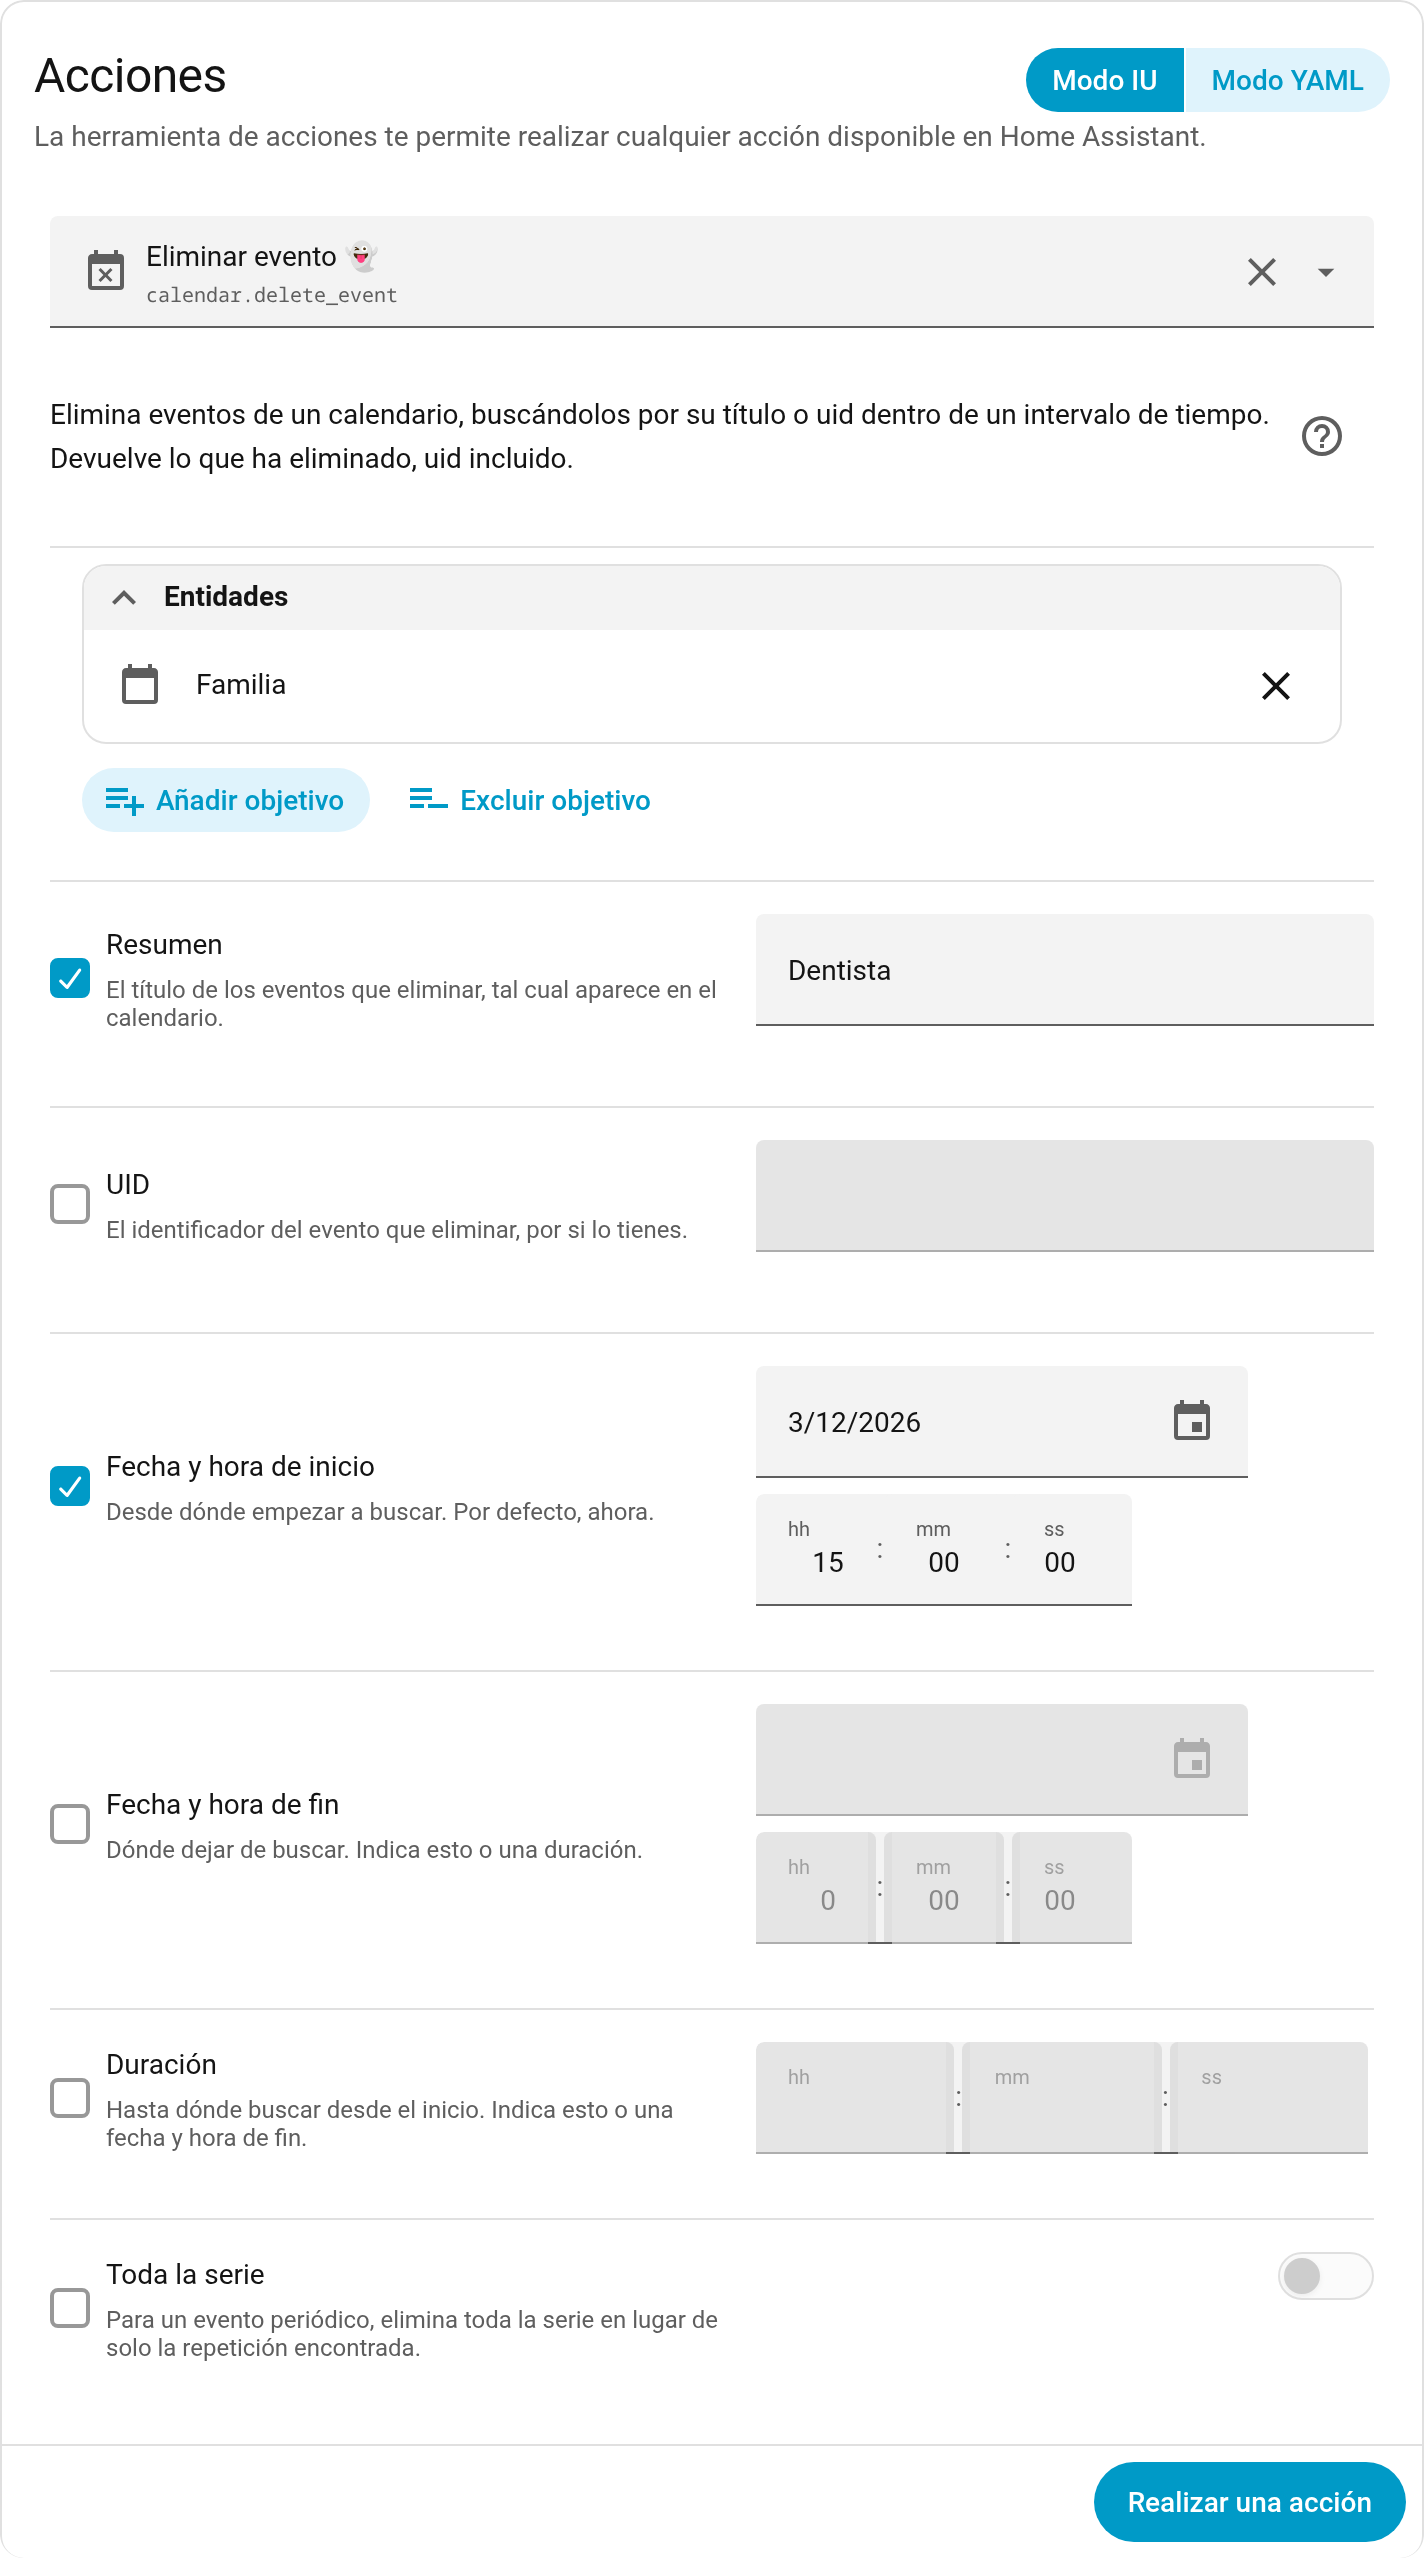 Acciones
Modo IU
Modo YAML
La herramienta de acciones te permite realizar cualquier acción disponible en Home Assistant.
Eliminar evento 👻
calendar.delete_event
Elimina eventos de un calendario, buscándolos por su título o uid dentro de un intervalo de tiempo.
Devuelve lo que ha eliminado, uid incluido.
Entidades
Familia
Añadir objetivo
Excluir objetivo
Resumen
El título de los eventos que eliminar, tal cual aparece en el
calendario.
Dentista
UID
El identificador del evento que eliminar, por si lo tienes.
Fecha y hora de inicio
Desde dónde empezar a buscar. Por defecto, ahora.
3/12/2026
hh mm ss
15 : 00 : 00
Fecha y hora de fin
Dónde dejar de buscar. Indica esto o una duración.
hh mm ss
0 : 00 : 00
Duración
Hasta dónde buscar desde el inicio. Indica esto o una
fecha y hora de fin.
hh : mm : ss
Toda la serie
Para un evento periódico, elimina toda la serie en lugar de
solo la repetición encontrada.
Realizar una acción